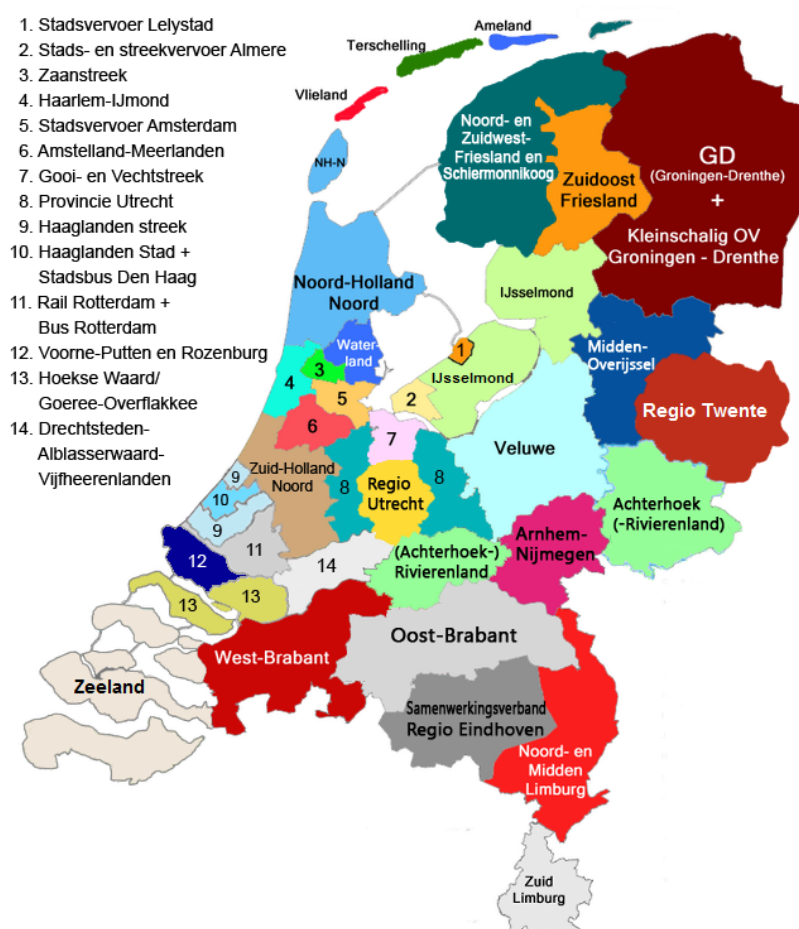 1. Stadsvervoer Lelystad
2. Stads- en streekvervoer Almere
3. Zaanstreek
4. Haarlem-IJmond
5. Stadsvervoer Amsterdam
6. Amstelland-Meerlanden
7. Gooi- en Vechtstreek
8. Provincie Utrecht
9. Haaglanden streek
10. Haaglanden Stad +
Stadsbus Den Haag
11. Rail Rotterdam +
Bus Rotterdam
12. Voorne-Putten en Rozenburg
13. Hoekse Waard/
Goeree-Overflakkee
14. Drechtsteden-
Alblasserwaard-
Vijfheerenlanden
Ameland
Terschelling
Vlieland
NH-N
Noord- en
Zuidwest-
Friesland en
Schiermonnikoog
Zuidoost
Friesland
GD
(Groningen-Drenthe)
+
Kleinschalig OV
Groningen - Drenthe
Noord-Holland
Noord
IJsselmond
Water-
land
Midden-
Overijssel
1
3
4
IJsselmond
5
2
Regio Twente
6
7
Veluwe
Zuid-Holland
Noord
9
8
Regio
Utrecht
8
10
Achterhoek
(-Rivierenland)
9
11
Arnhem-
Nijmegen
12
14
(Achterhoek-)
Rivierenland
13
13
Oost-Brabant
West-Brabant
Zeeland
Samenwerkingsverband
Regio Eindhoven
Noord- en
Midden
Limburg
Zuid
Limburg